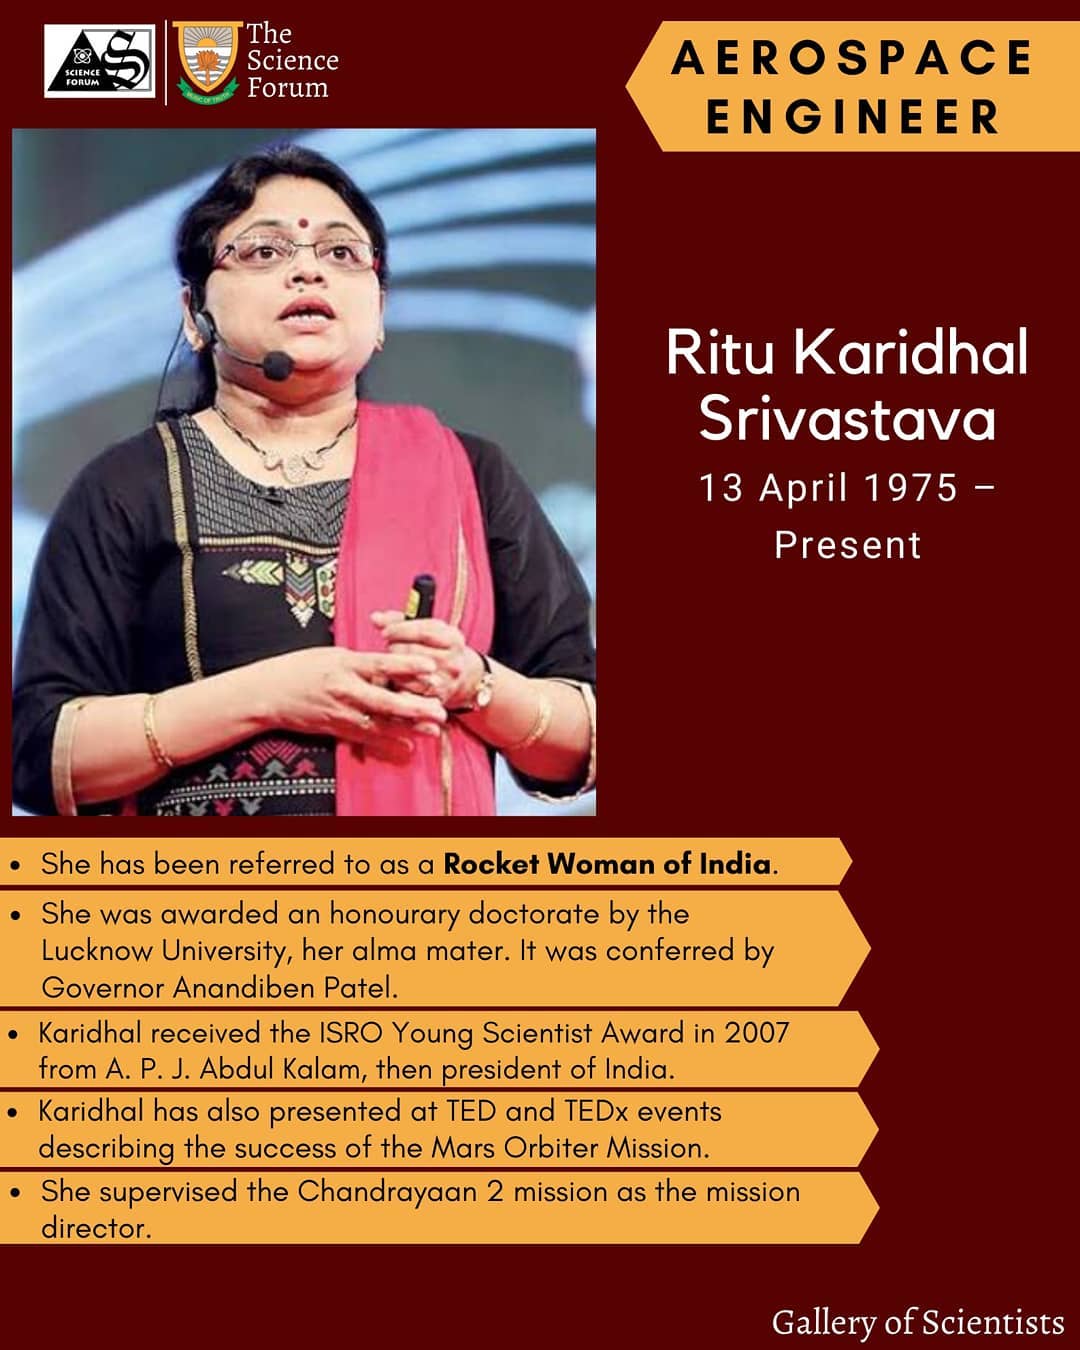 SCIENCE
FORUM
The
Science
Forum
AEROSPACE
ENGINEER
Ritu Karidhal
Srivastava
13 April 1975 –
Present
• She has been referred to as a Rocket Woman of India.
• She was awarded an honourary doctorate by the
Lucknow University, her alma mater. It was conferred by
Governor Anandiben Patel.
• Karidhal received the ISRO Young Scientist Award in 2007
from A. P. J. Abdul Kalam, then president of India.
• Karidhal has also presented at TED and TEDx events
describing the success of the Mars Orbiter Mission.
• She supervised the Chandrayaan 2 mission as the mission
director.
Gallery of Scientists